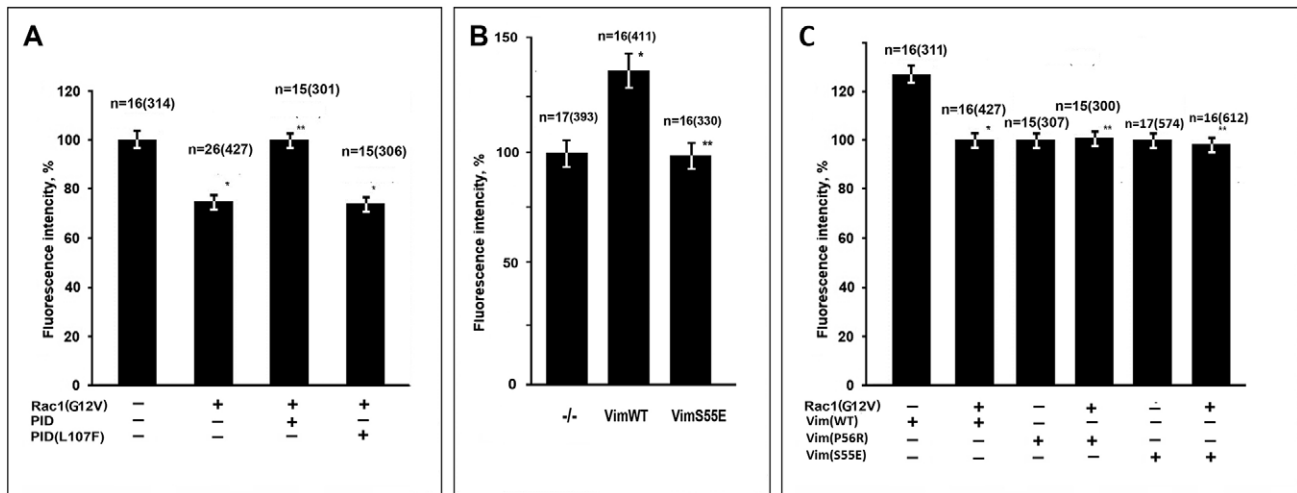 A
n=16(314)
n=26(427)
n=15(301)
n=15(306)
**
*
*
Fluorescence intencity, %
120
100
80
60
40
20
0
Rac1(G12V) – + + +
PID – – + –
PID(L107F) – – – +
B
n=17(393)
n=16(411)
n=16(330)
*
**
Fluorescence intencity, %
150
100
50
0
-/- VimWT VimS55E
C
n=16(311)
n=16(427)
n=15(307)
n=15(300)
n=17(574)
n=16(612)
*
**
**
Fluorescence intencity, %
120
100
80
60
40
20
0
Rac1(G12V) – + – + – +
Vim(WT) + + – – – –
Vim(P56R) – – + + – –
Vim(S55E) – – – – + +